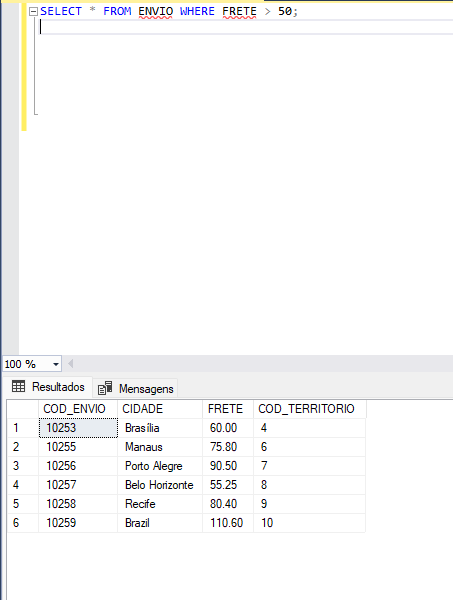 SELECT * FROM ENVIO WHERE FRETE > 50;
100 %
Resultados Mensagens
COD_ENVIO CIDADE FRETE COD_TERRITORIO
1 10253 Brasília 60.00 4
2 10255 Manaus 75.80 6
3 10256 Porto Alegre 90.50 7
4 10257 Belo Horizonte 55.25 8
5 10258 Recife 80.40 9
6 10259 Brazil 110.60 10